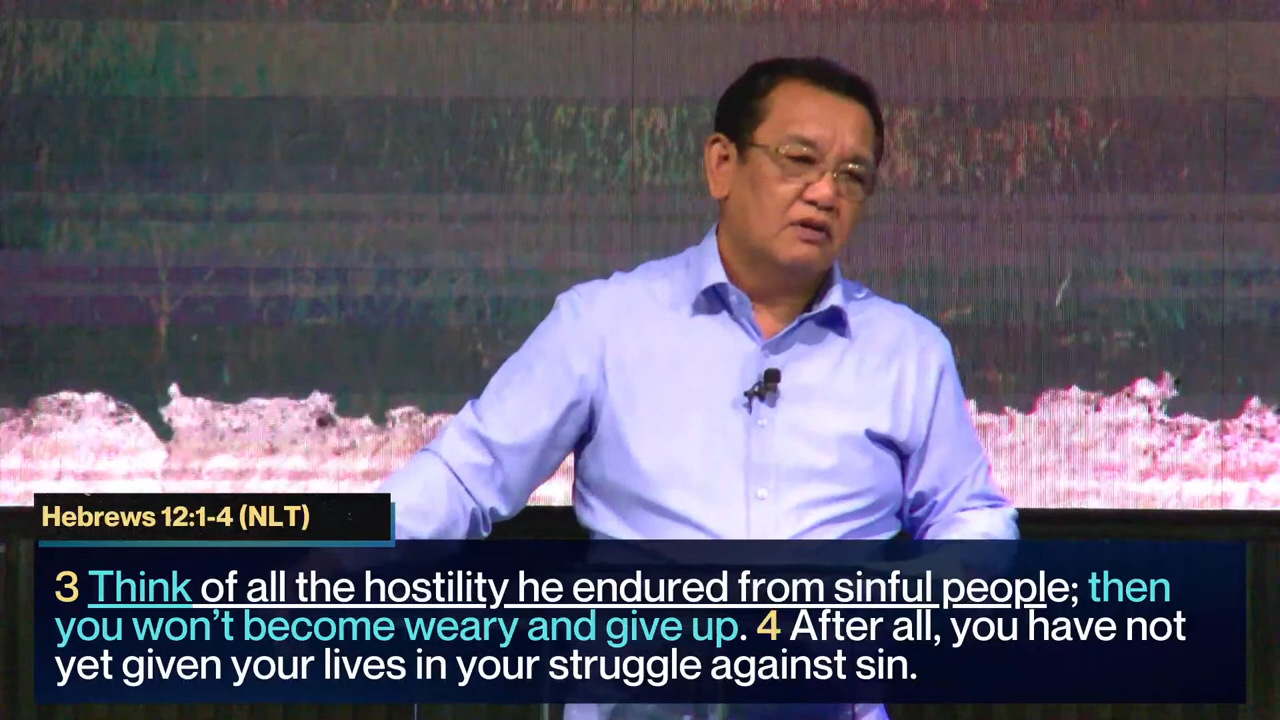 Hebrews 12:1-4 (NLT)
3 Think of all the hostility he endured from sinful people; then
you won’t become weary and give up. 4 After all, you have not
yet given your lives in your struggle against sin.